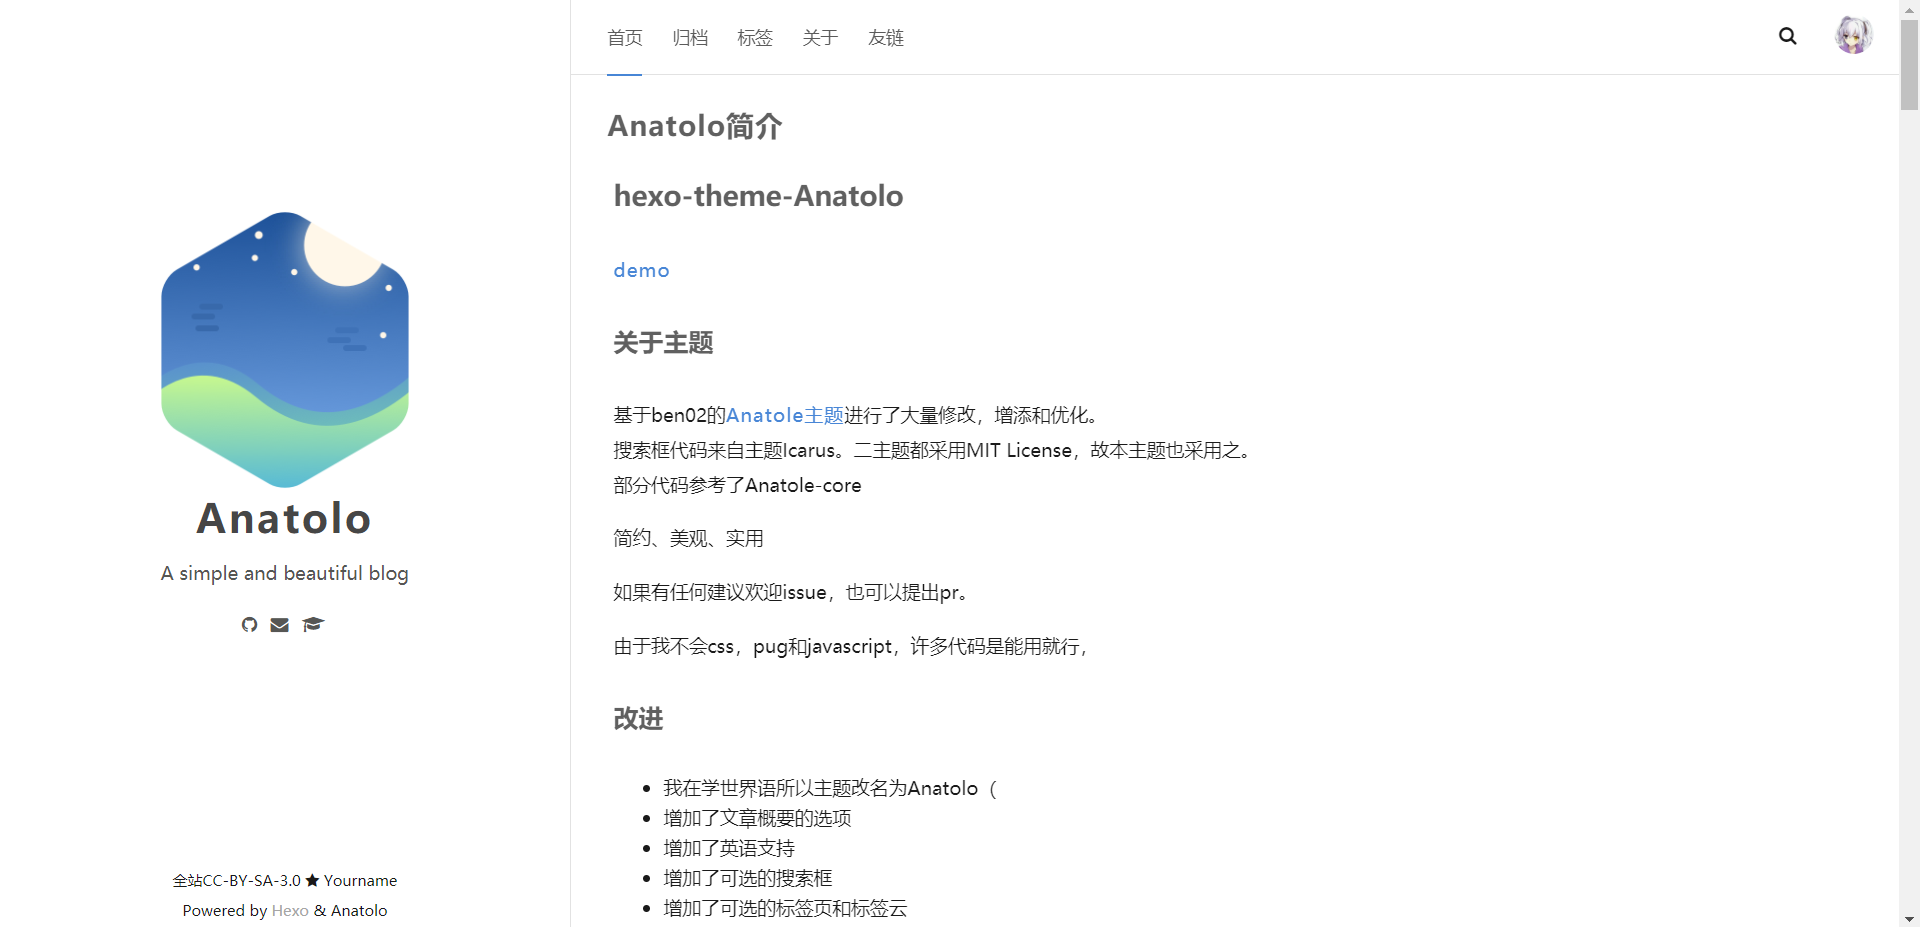 Anatolo
A simple and beautiful blog
全站CC-BY-SA-3.0 ★ Yourname
Powered by Hexo & Anatolo
首页 归档 标签 关于 友链
Anatolo简介
hexo-theme-Anatolo
demo
关于主题
基于ben02的Anatole主题进行了大量修改，增添和优化。
搜索框代码来自主题Icarus。二主题都采用MIT License，故本主题也采用之。
部分代码参考了Anatole-core
简约、美观、实用
如果有任何建议欢迎issue，也可以提出pr。
由于我不会css，pug和javascript，许多代码是能用就行，
改进
• 我在学世界语所以主题改名为Anatolo（
• 增加了文章概要的选项
• 增加了英语支持
• 增加了可选的搜索框
• 增加了可选的标签页和标签云